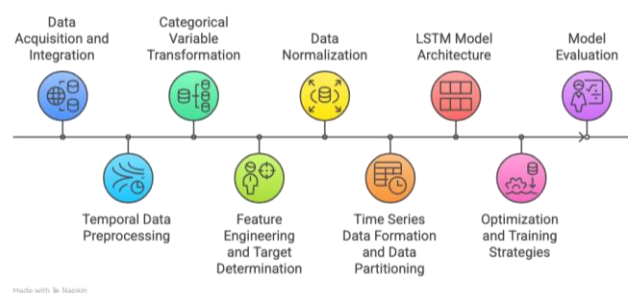 Data
Acquisition and
Integration
Categorical
Variable
Transformation
Data
Normalization
LSTM Model
Architecture
Model
Evaluation
Temporal Data
Preprocessing
Feature
Engineering
and Target
Determination
Time Series
Data Formation
and Data
Partitioning
Optimization
and Training
Strategies
Made with Napkin